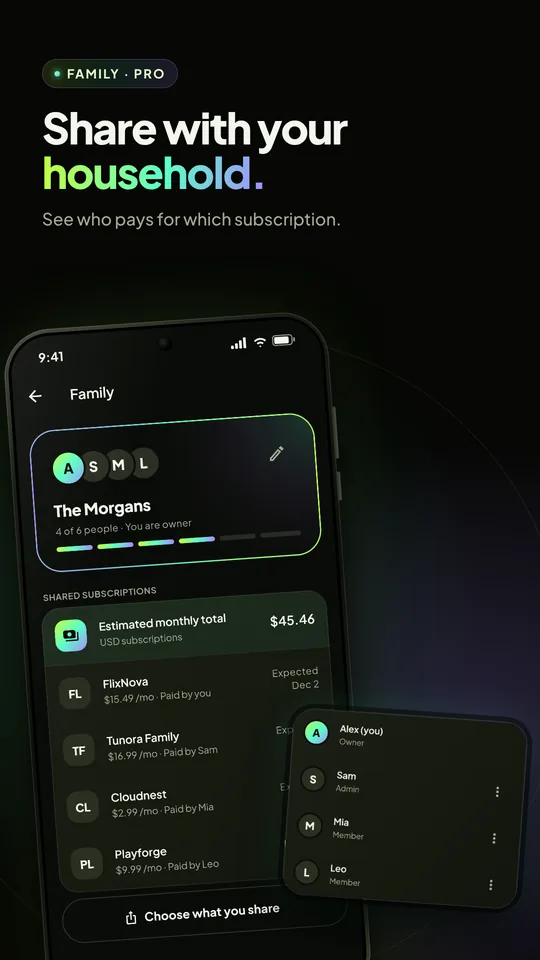 FAMILY · PRO
Share with your
household.
See who pays for which subscription.
9:41
Family
A S M L
The Morgans
4 of 6 people · You are owner
SHARED SUBSCRIPTIONS
Estimated monthly total
$45.46
USD subscriptions
FL
FlixNova
$15.49 /mo · Paid by you
Expected
Dec 2
TF
Tunora Family
$16.99 /mo · Paid by Sam
CL
Cloudnest
$2.99 /mo · Paid by Mia
PL
Playforge
$9.99 /mo · Paid by Leo
Choose what you share
A
Alex (you)
Owner
S
Sam
Admin
M
Mia
Member
L
Leo
Member